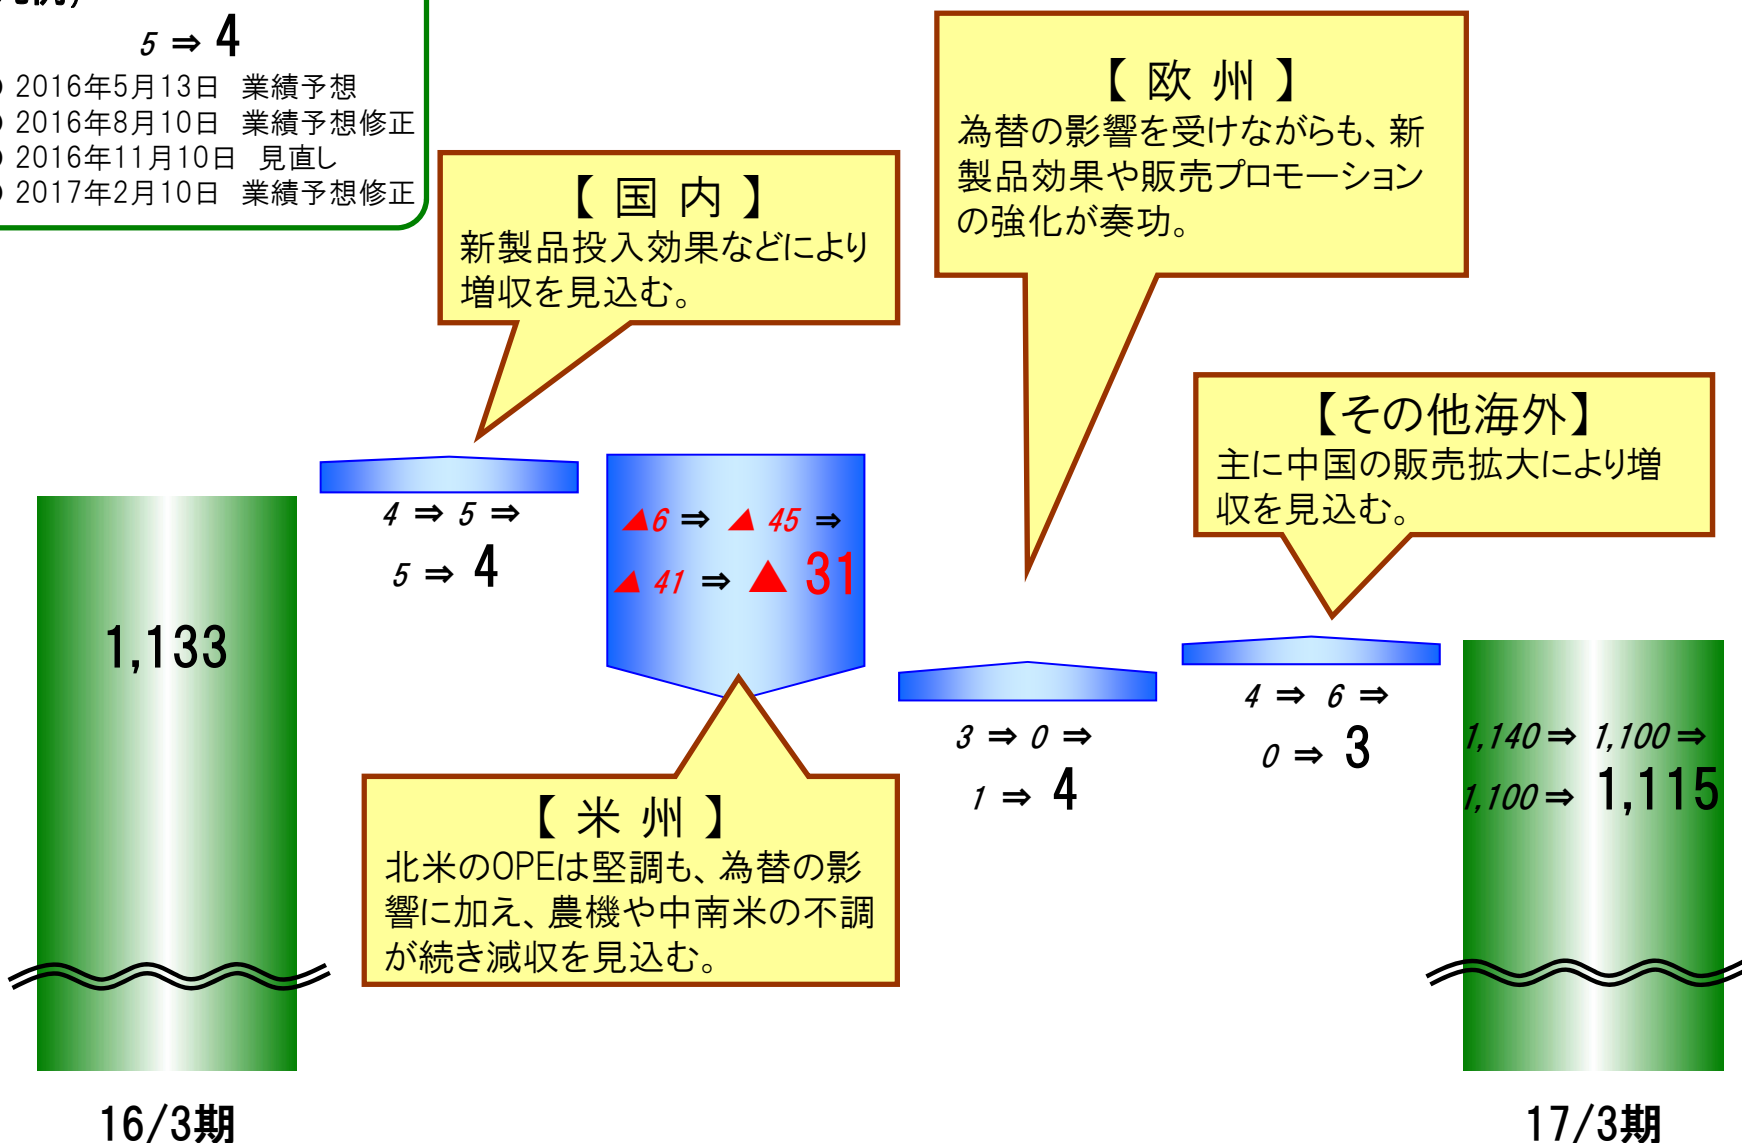 5 ⇒ 4
2016年5月13日 業績予想
2016年8月10日 業績予想修正
2016年11月10日 見直し
2017年2月10日 業績予想修正
【 国 内 】
新製品投入効果などにより
増収を見込む。
【 欧 州 】
為替の影響を受けながらも、新
製品効果や販売プロモーション
の強化が奏功。
【その他海外】
主に中国の販売拡大により増
収を見込む。
1,133
4 ⇒ 5 ⇒
5 ⇒ 4
▲6 ⇒ ▲ 45 ⇒
▲ 41 ⇒ ▲ 31
3 ⇒ 0 ⇒
1 ⇒ 4
4 ⇒ 6 ⇒
0 ⇒ 3
1,140 ⇒ 1,100 ⇒
1,100 ⇒ 1,115
【 米 州 】
北米のOPEは堅調も、為替の影
響に加え、農機や中南米の不調
が続き減収を見込む。
16/3期
17/3期